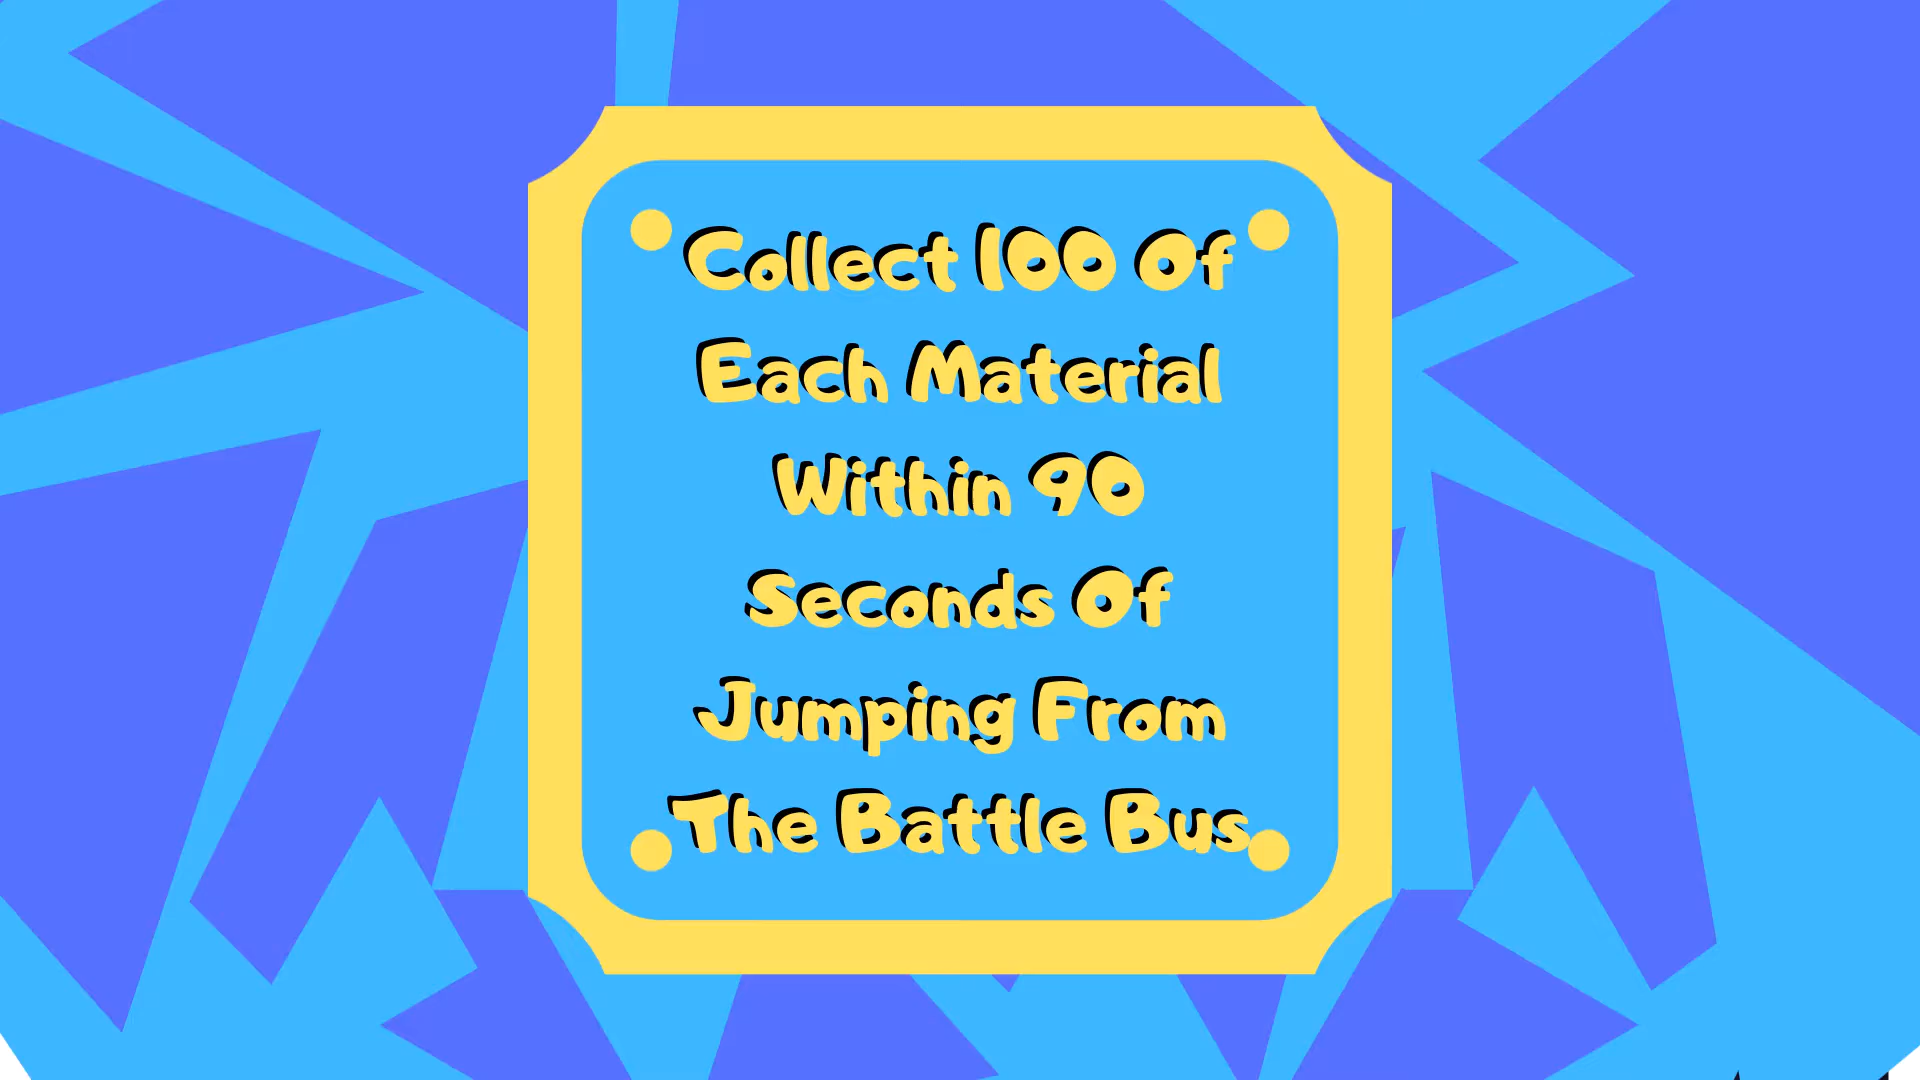 Collect 100 Of
Each Material
Within 90
Seconds Of
Jumping From
The Battle Bus